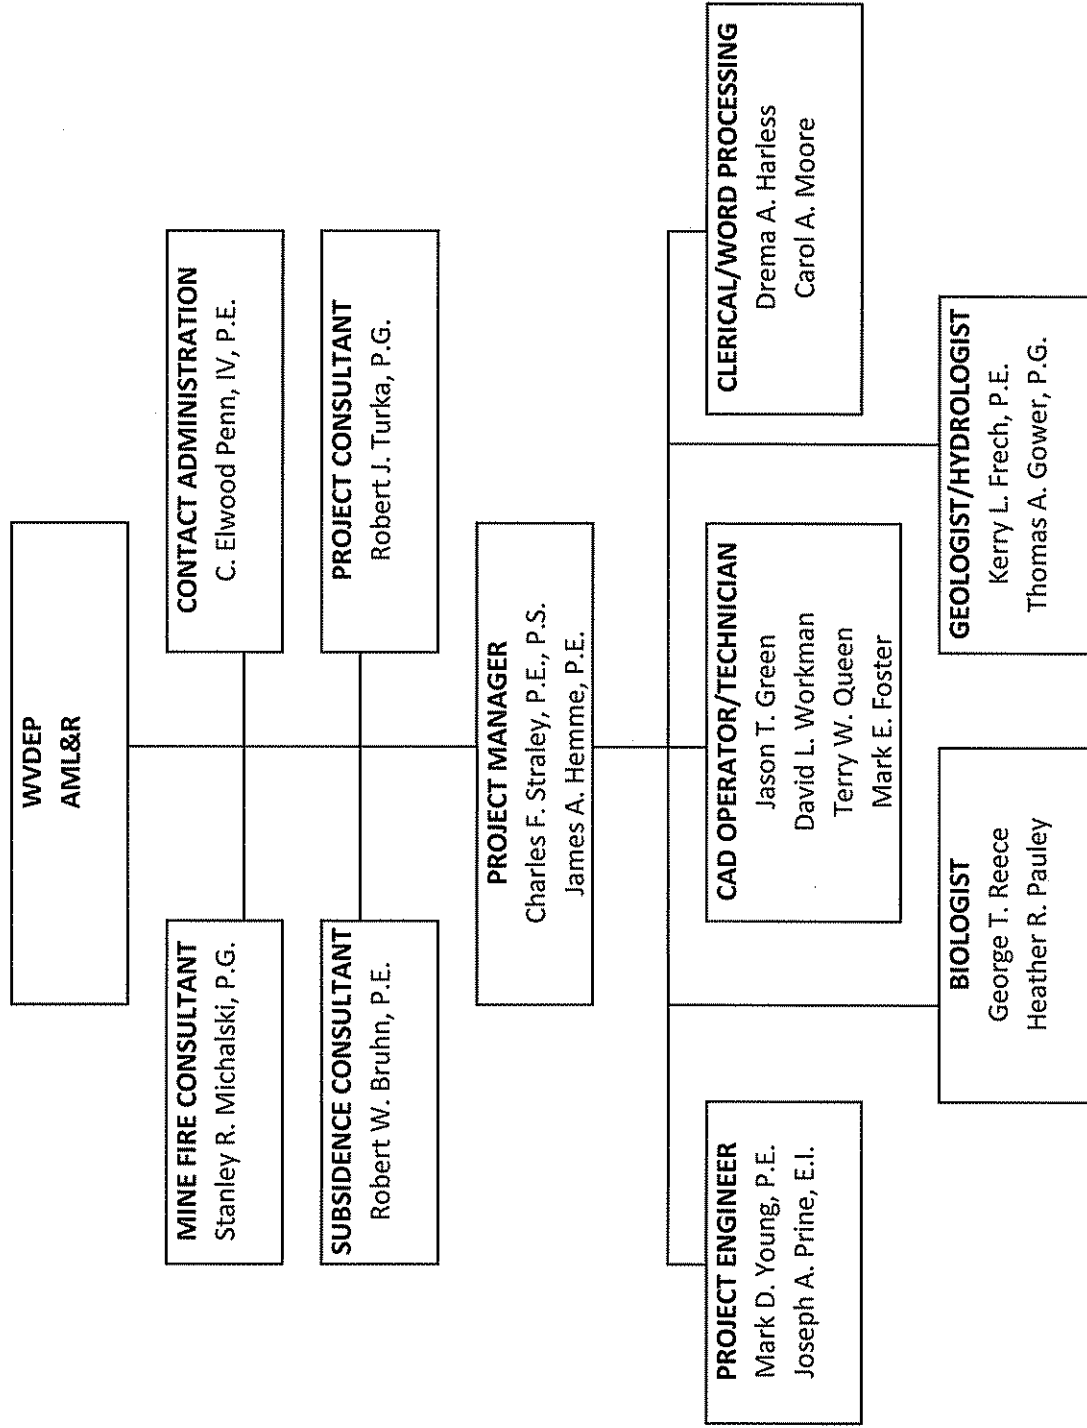 WVDEP
AML&R
MINE FIRE CONSULTANT
Stanley R. Michalski, P.G.
CONTACT ADMINISTRATION
C. Elwood Penn, IV, P.E.
SUBSIDENCE CONSULTANT
Robert W. Bruhn, P.E.
PROJECT CONSULTANT
Robert J. Turka, P.G.
PROJECT MANAGER
Charles F. Straley, P.E., P.S.
James A. Hemme, P.E.
PROJECT ENGINEER
Mark D. Young, P.E.
Joseph A. Prine, E.I.
CAD OPERATOR/TECHNICIAN
Jason T. Green
David L. Workman
Terry W. Queen
Mark E. Foster
CLERICAL/WORD PROCESSING
Drema A. Harless
Carol A. Moore
BIOLOGIST
George T. Reece
Heather R. Pauley
GEOLOGIST/HYDROLOGIST
Kerry L. Frech, P.E.
Thomas A. Gower, P.G.